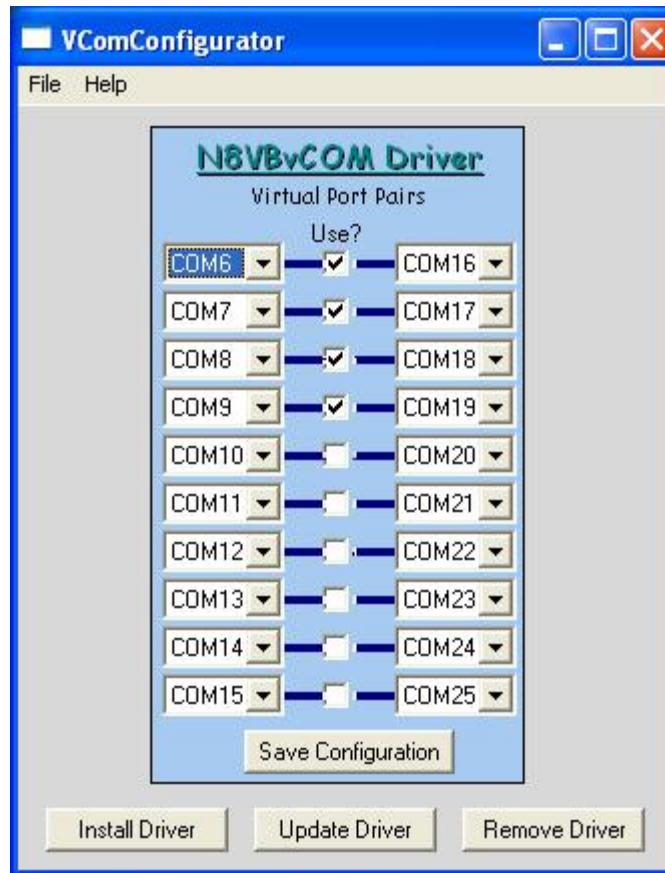 VComConfigurator
File Help
N8VBvCOM Driver
Virtual Port Pairs
Use?
COM6 COM16
COM7 COM17
COM8 COM18
COM9 COM19
COM10 COM20
COM11 COM21
COM12 COM22
COM13 COM23
COM14 COM24
COM15 COM25
Save Configuration
Install Driver Update Driver Remove Driver